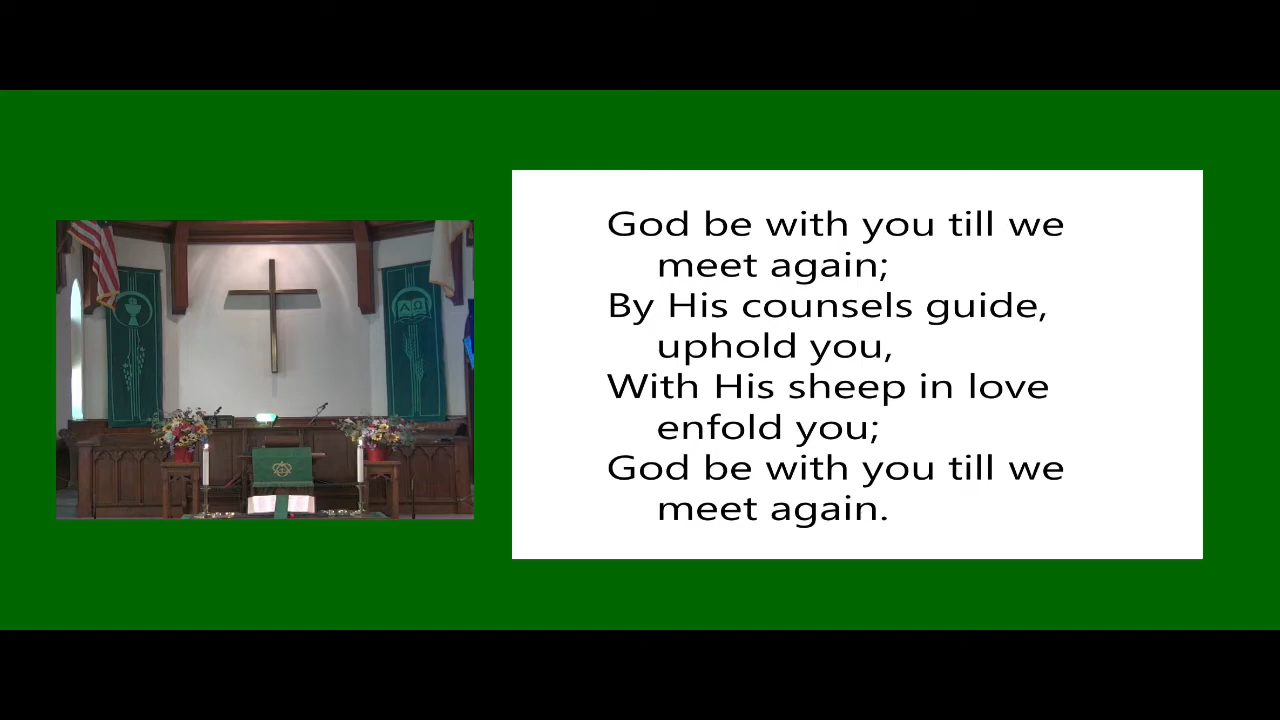 God be with you till we
meet again;
By His counsels guide,
uphold you,
With His sheep in love
enfold you;
God be with you till we
meet again.